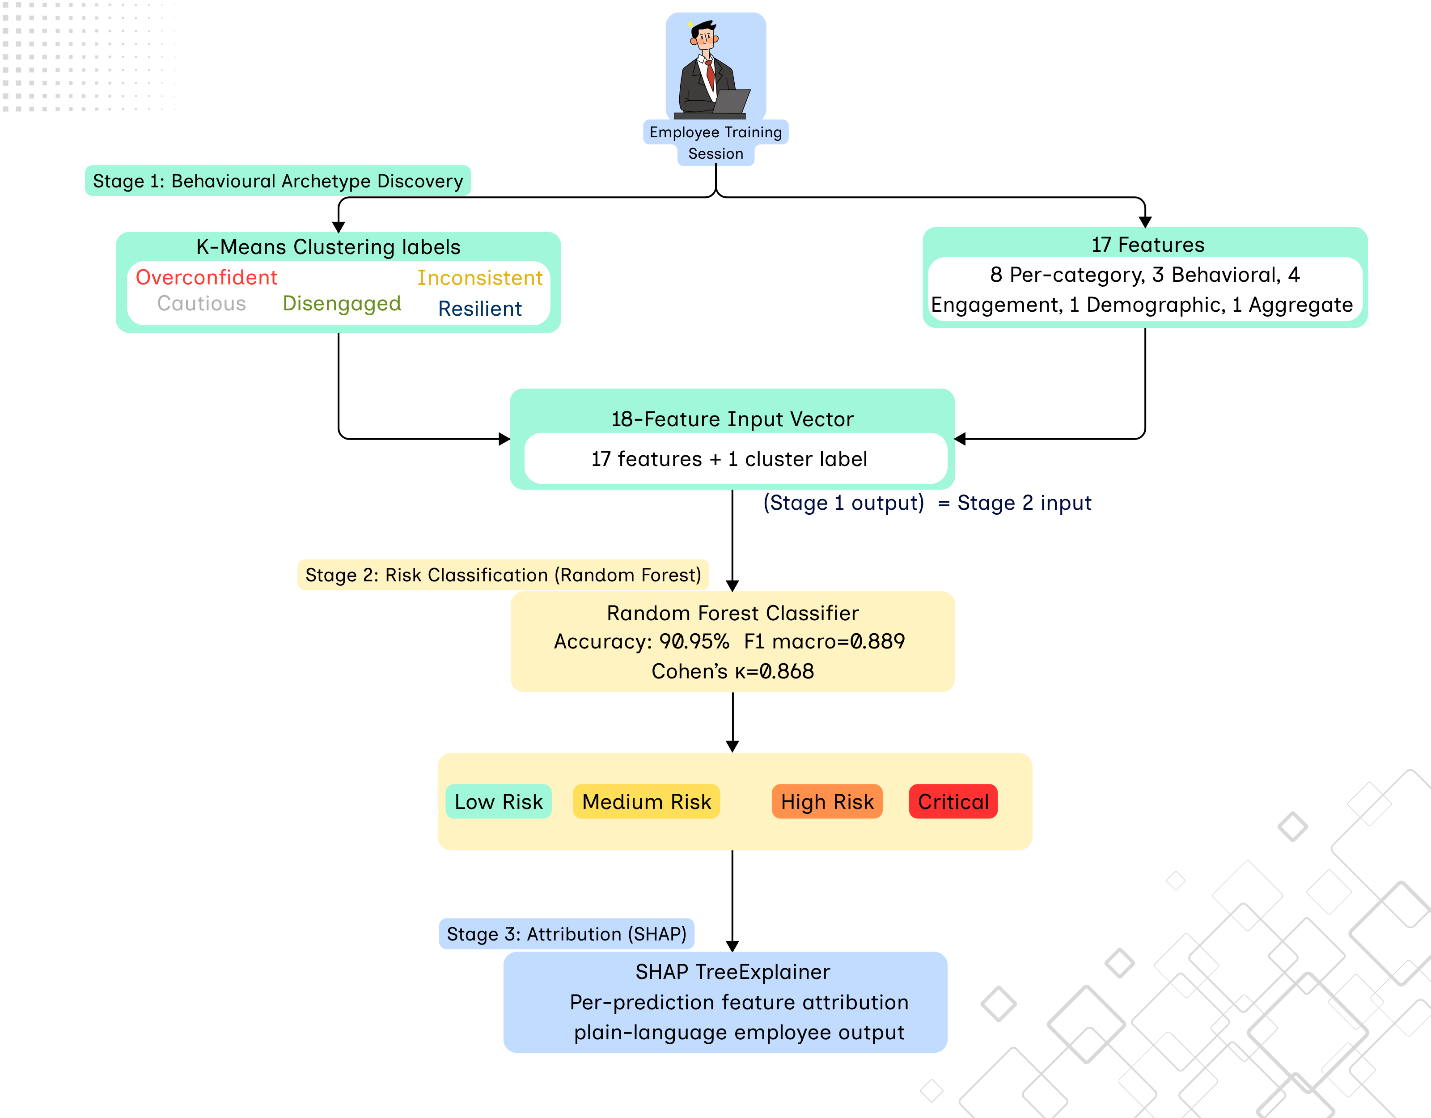 Employee Training
Session
Stage 1: Behavioural Archetype Discovery
K-Means Clustering labels
Overconfident
Inconsistent
Cautious
Disengaged
Resilient
17 Features
8 Per-category, 3 Behavioral, 4
Engagement, 1 Demographic, 1 Aggregate
18-Feature Input Vector
17 features + 1 cluster label
(Stage 1 output) = Stage 2 input
Stage 2: Risk Classification (Random Forest)
Random Forest Classifier
Accuracy: 90.95% F1 macro=0.889
Cohen’s κ=0.868
Low Risk
Medium Risk
High Risk
Critical
Stage 3: Attribution (SHAP)
SHAP TreeExplainer
Per-prediction feature attribution
plain-language employee output